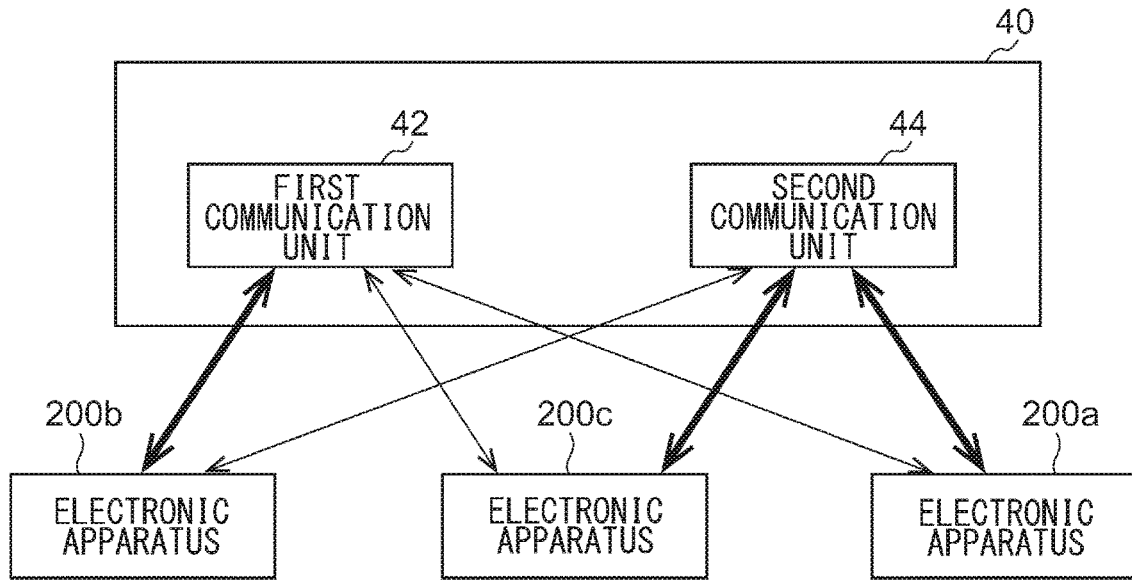 40
42
44
FIRST
COMMUNICATION
UNIT
SECOND
COMMUNICATION
UNIT
200b
200c
200a
ELECTRONIC
APPARATUS
ELECTRONIC
APPARATUS
ELECTRONIC
APPARATUS